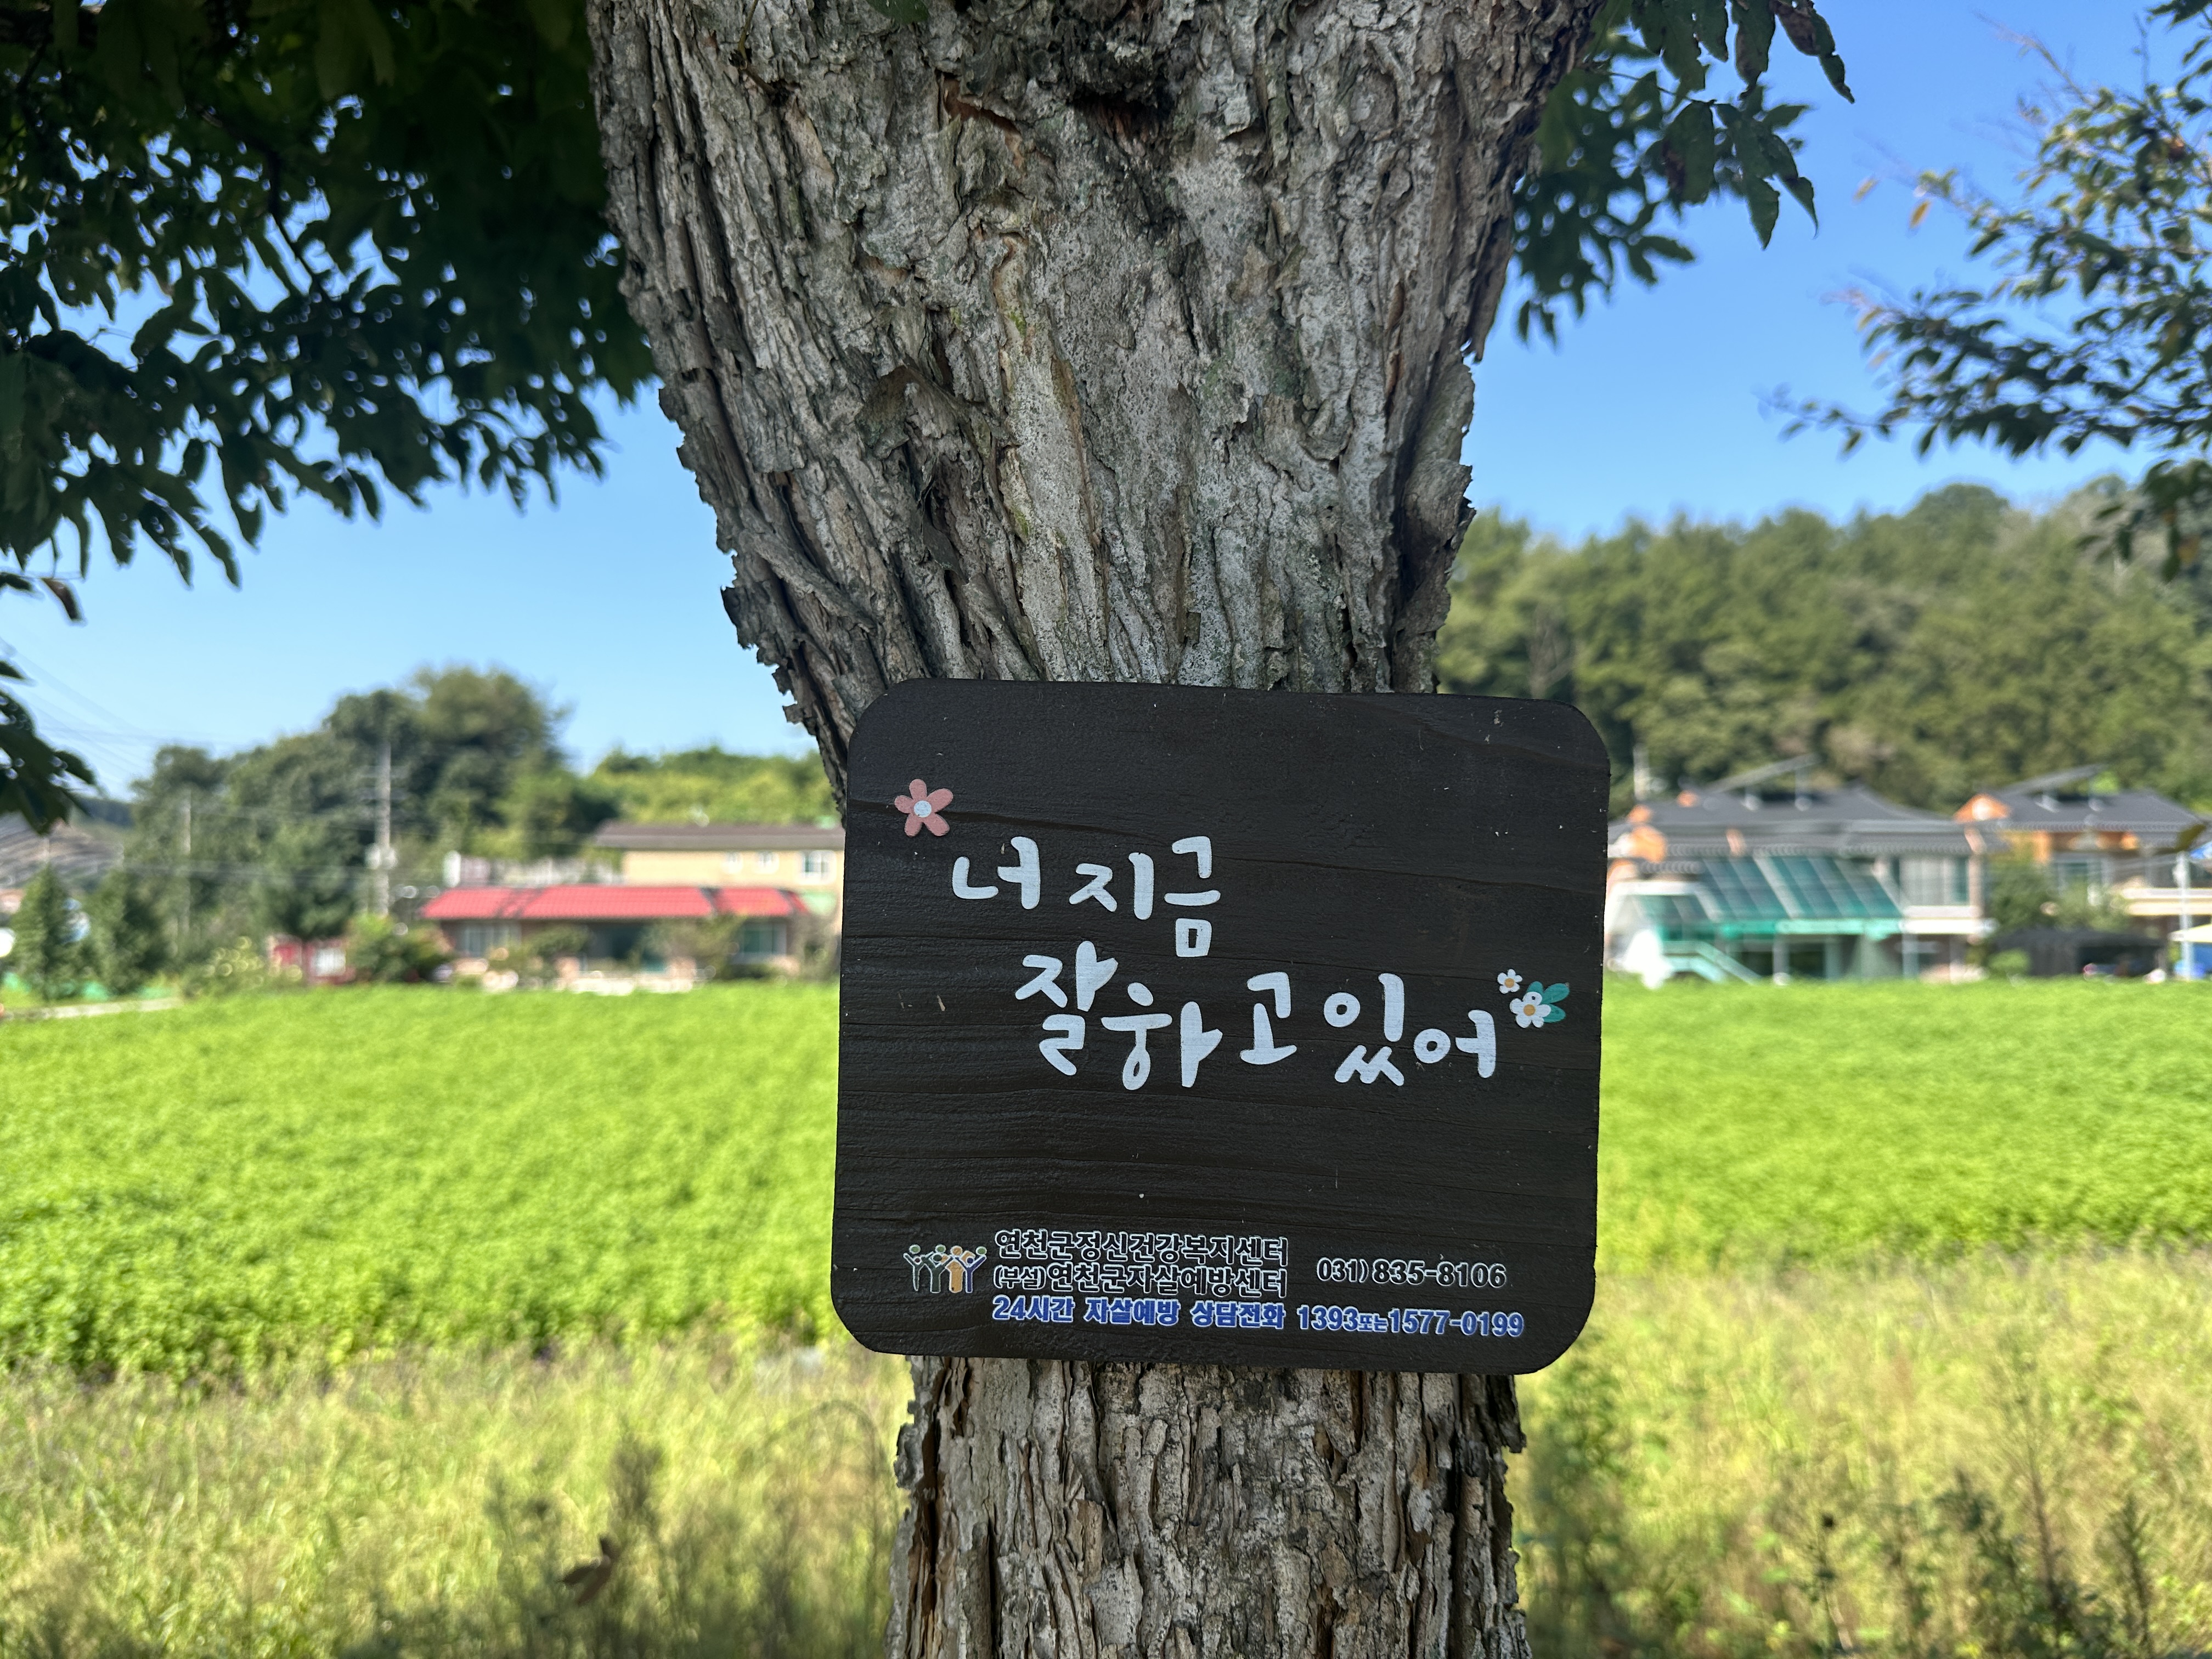 너 지금
잘하고 있어
연천군정신건강복지센터
(부설)연천군자살예방센터
031)835-8106
24시간 자살예방 상담전화 1393또는1577-0199